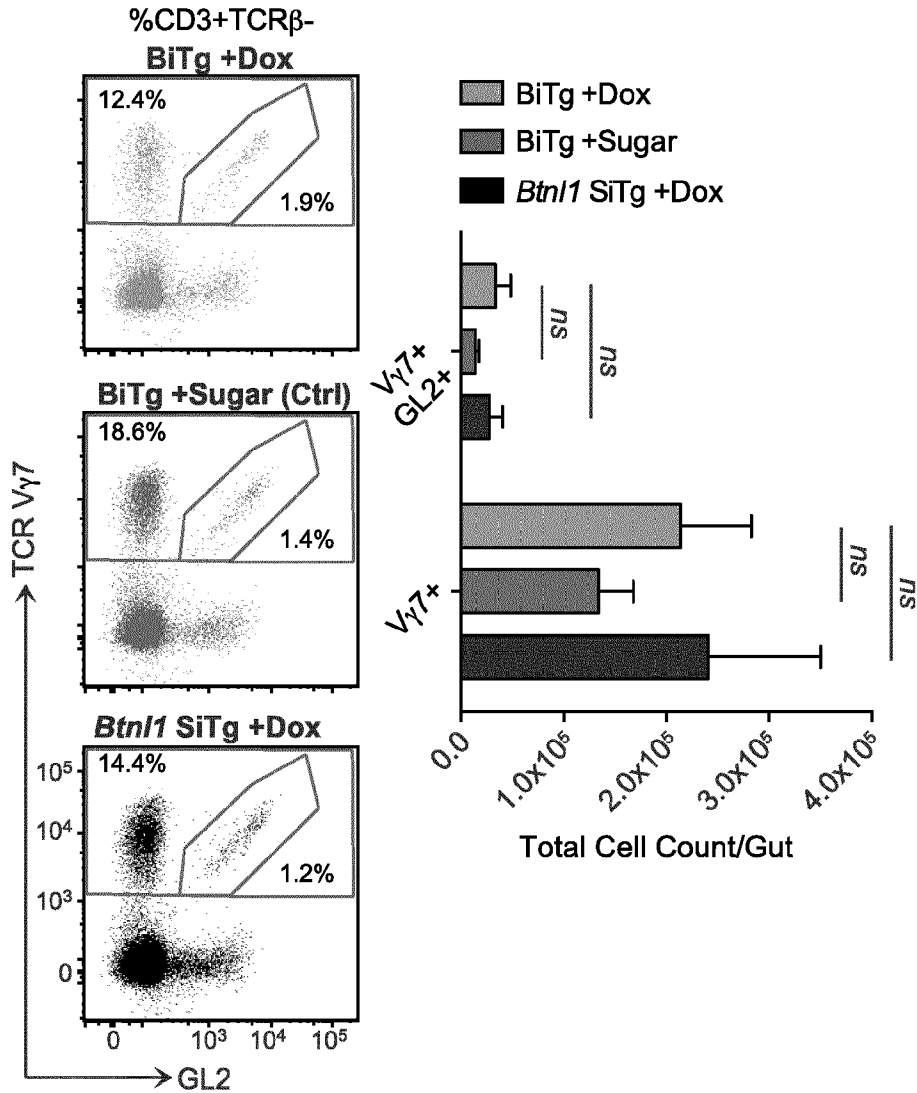 %CD3+TCRβ-
BiTg +Dox
12.4%
1.9%
BiTg +Sugar (Ctrl)
18.6%
1.4%
Btnl1 SiTg +Dox
14.4%
1.2%
10⁵
10⁴
10³
0
0
10³
10⁴
10⁵
TCR Vγ7
GL2
BiTg +Dox
BiTg +Sugar
Btnl1 SiTg +Dox
Vγ7+
GL2+
ns
ns
Vγ7+
ns
ns
0.0
1.0x10⁵
2.0x10⁵
3.0x10⁵
4.0x10⁵
Total Cell Count/Gut